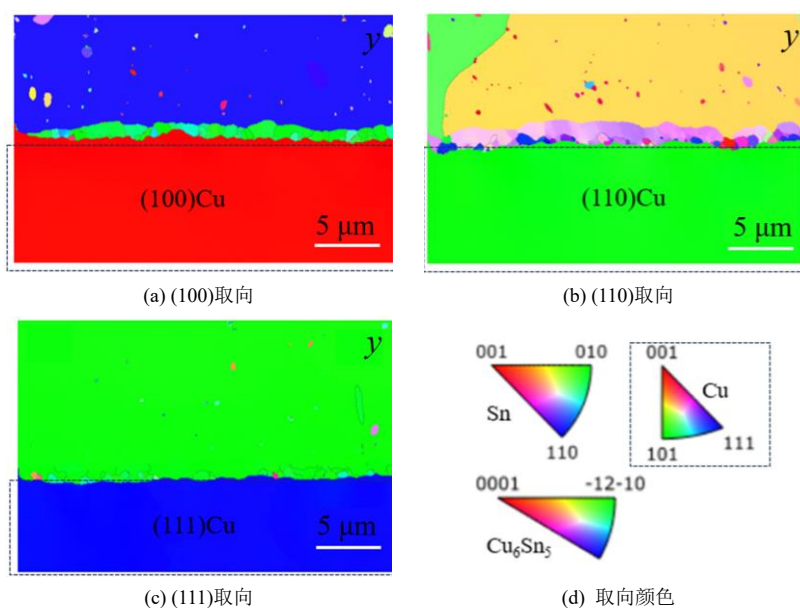 y
y
(100)Cu
(110)Cu
5 μm
5 μm
(a) (100)取向
(b) (110)取向
y
(111)Cu
5 μm
(c) (111)取向
001
010
Sn
110
001
Cu
101
111
0001
-12-10
Cu6Sn5
(d) 取向颜色